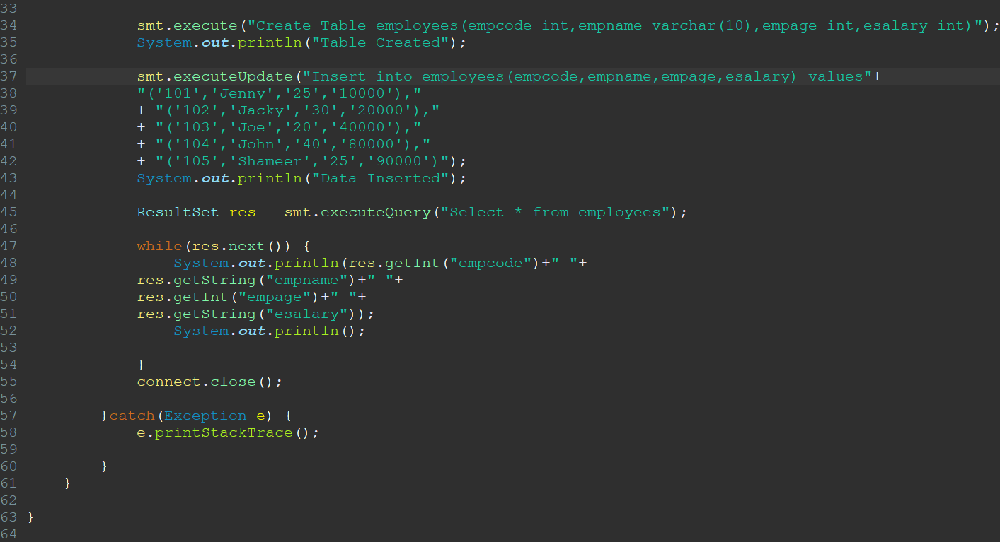 33
34 smt.execute("Create Table employees(empcode int,empname varchar(10),empage int,esalary int)");
35 System.out.println("Table Created");
36
37 smt.executeUpdate("Insert into employees(empcode,empname,empage,esalary) values"+
38 "('101','Jenny','25','10000'),"
39 + "('102','Jacky','30','20000'),"
40 + "('103','Joe','20','40000'),"
41 + "('104','John','40','80000'),"
42 + "('105','Shameer','25','90000')");
43 System.out.println("Data Inserted");
44
45 ResultSet res = smt.executeQuery("Select * from employees");
46
47 while(res.next()) {
48 System.out.println(res.getInt("empcode")+" "+
49 res.getString("empname")+" "+
50 res.getInt("empage")+" "+
51 res.getString("esalary"));
52 System.out.println();
53
54 }
55 connect.close();
56
57 }catch(Exception e) {
58 e.printStackTrace();
59
60 }
61 }
62
63 }
64